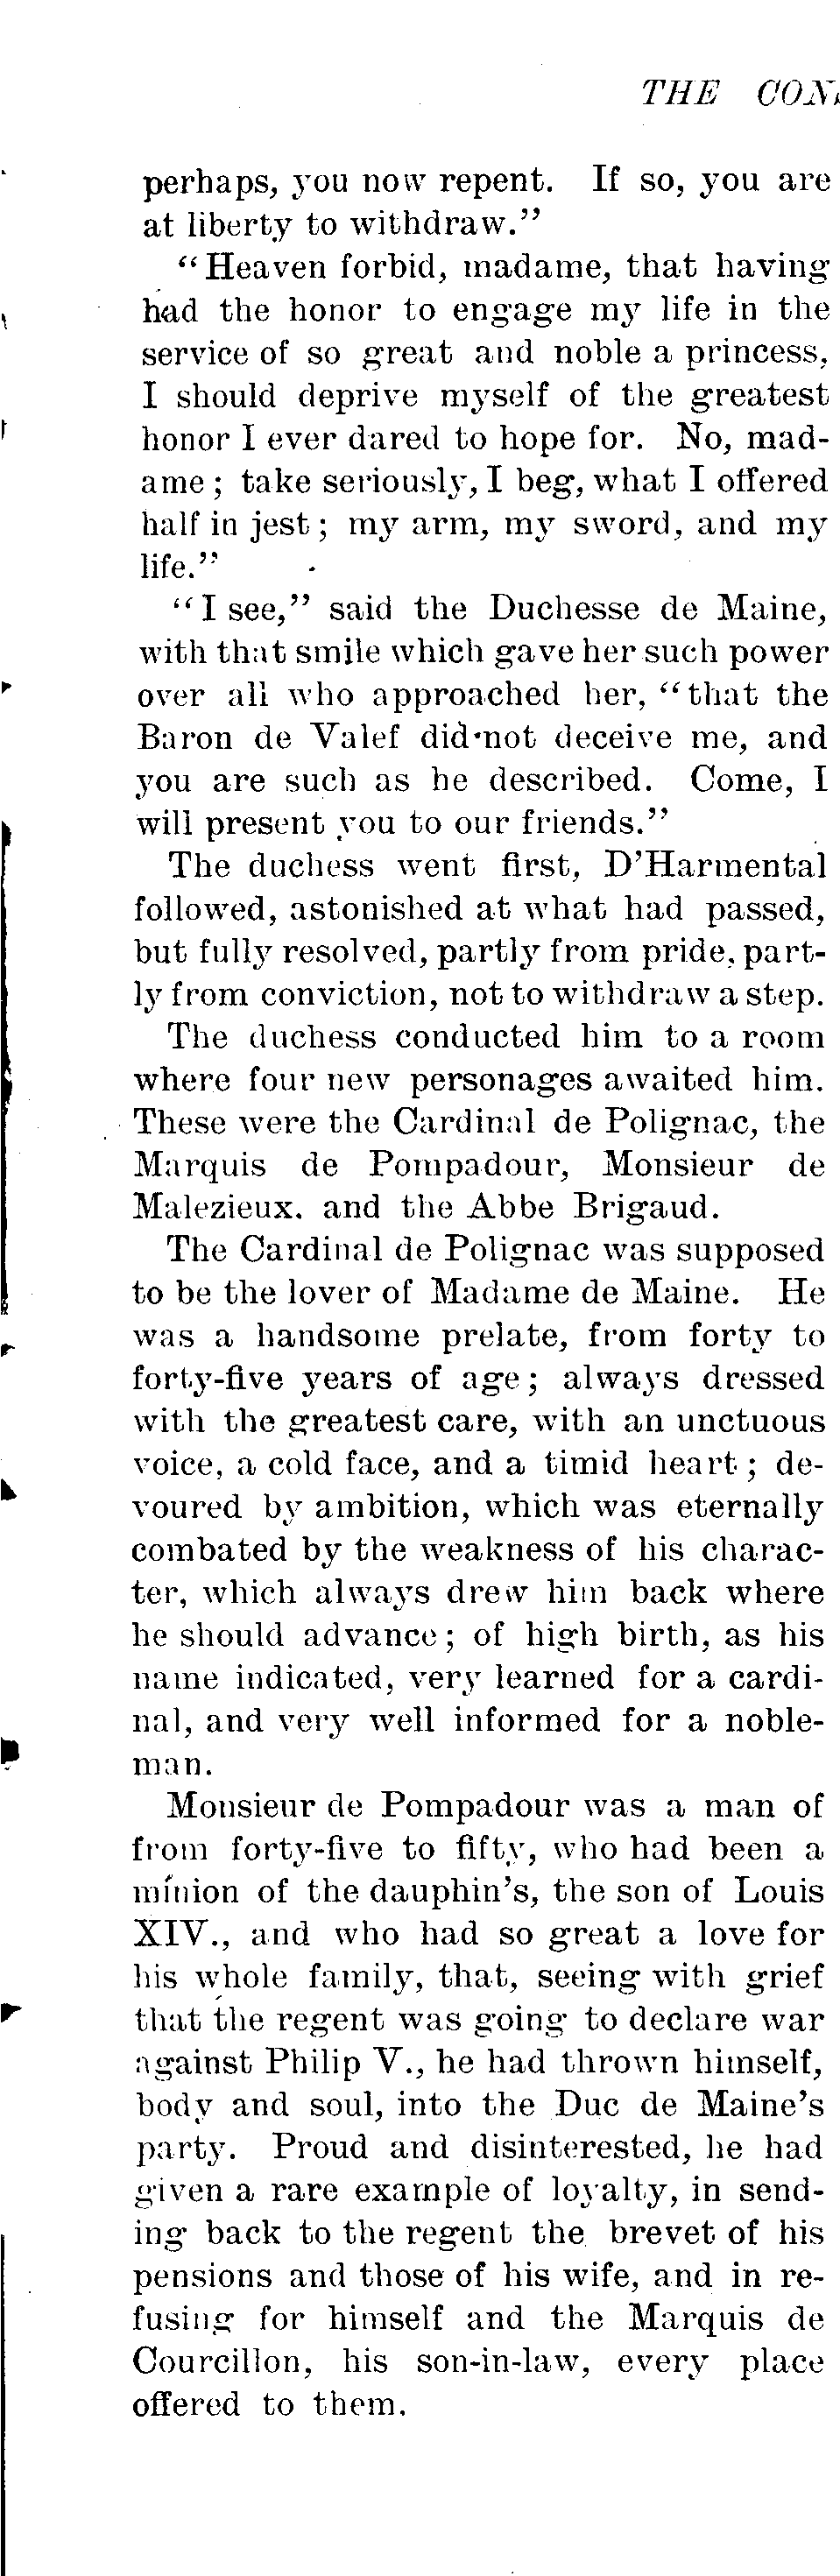 THE CON
perhaps, you now repent. If so, you are
at liberty to withdraw.”
“Heaven forbid, madame, that having
had the honor to engage my life in the
service of so great and noble a princess,
I should deprive myself of the greatest
honor I ever dared to hope for. No, mad-
ame; take seriously, I beg, what I offered
half in jest; my arm, my sword, and my
life.”
“I see,” said the Duchesse de Maine,
with that smile which gave her such power
over all who approached her, “that the
Baron de Valef did not deceive me, and
you are such as he described. Come, I
will present you to our friends.”
The duchess went first, D’Harmental
followed, astonished at what had passed,
but fully resolved, partly from pride, part-
ly from conviction, not to withdraw a step.
The duchess conducted him to a room
where four new personages awaited him.
These were the Cardinal de Polignac, the
Marquis de Pompadour, Monsieur de
Malezieux, and the Abbe Brigaud.
The Cardinal de Polignac was supposed
to be the lover of Madame de Maine. He
was a handsome prelate, from forty to
forty-five years of age; always dressed
with the greatest care, with an unctuous
voice, a cold face, and a timid heart; de-
voured by ambition, which was eternally
combated by the weakness of his charac-
ter, which always drew him back where
he should advance; of high birth, as his
name indicated, very learned for a cardi-
nal, and very well informed for a noble-
man.
Monsieur de Pompadour was a man of
from forty-five to fifty, who had been a
minion of the dauphin’s, the son of Louis
XIV., and who had so great a love for
his whole family, that, seeing with grief
that the regent was going to declare war
against Philip V., he had thrown himself,
body and soul, into the Duc de Maine’s
party. Proud and disinterested, he had
given a rare example of loyalty, in send-
ing back to the regent the brevet of his
pensions and those of his wife, and in re-
fusing for himself and the Marquis de
Courcillon, his son-in-law, every place
offered to them.